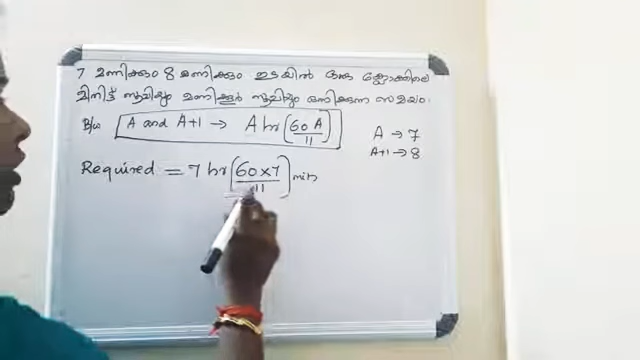 7 മണിക്കും 8 മണിക്കും ഇടയിൽ ഒരു ക്ലോക്കിലെ
മിനിട്ട് സൂചിയും മണിക്കൂർ സൂചിയും ഒന്നിക്കുന്ന സമയം.
B/w A and A+1 → A hr (60 A / 11)
A → 7
A+1 → 8
Required = 7 hr (60 × 7 / 11) min